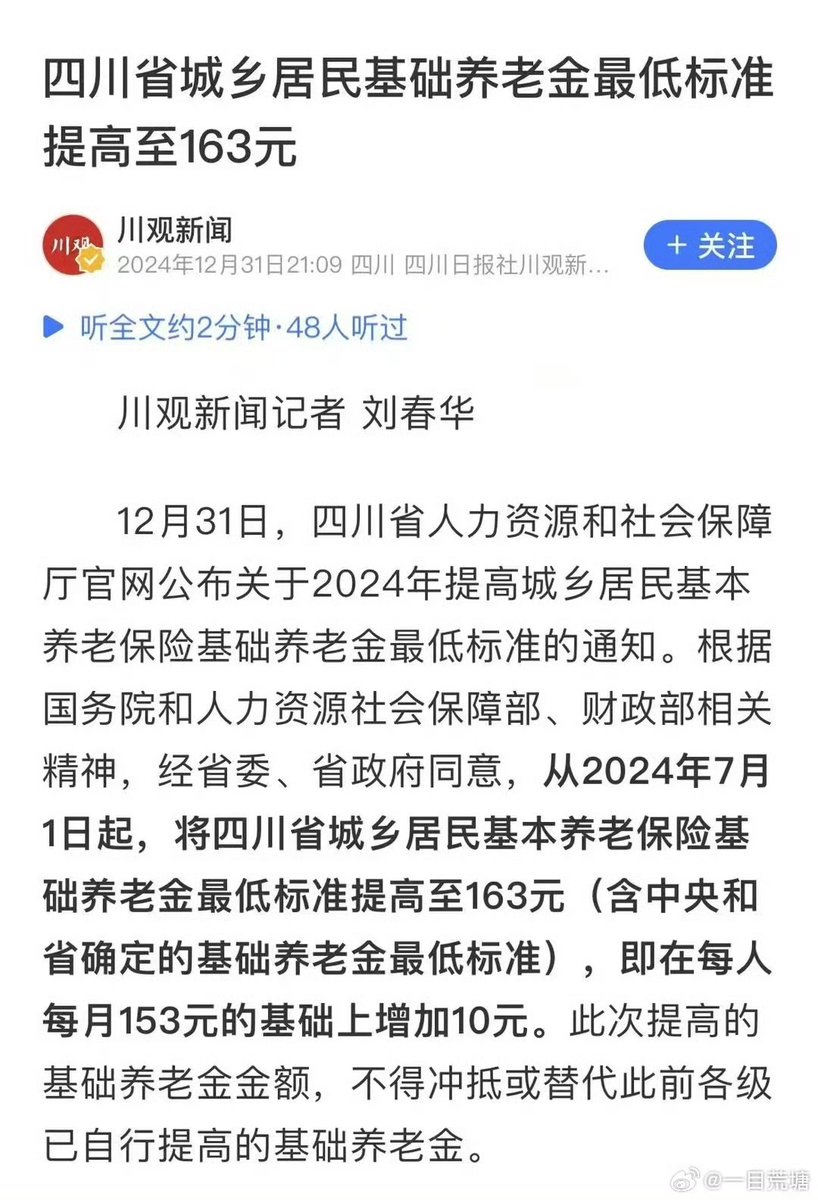 四川省城乡居民基础养老金最低标准
提高至163元
川观
川观新闻
2024年12月31日21:09 四川 四川日报社川观新...
+ 关注
听全文约2分钟·48人听过
川观新闻记者 刘春华
12月31日，四川省人力资源和社会保障
厅官网公布关于2024年提高城乡居民基本
养老保险基础养老金最低标准的通知。根据
国务院和人力资源社会保障部、财政部相关
精神，经省委、省政府同意，从2024年7月
1日起，将四川省城乡居民基本养老保险基
础养老金最低标准提高至163元（含中央和
省确定的基础养老金最低标准），即在每人
每月153元的基础上增加10元。此次提高的
基础养老金金额，不得冲抵或替代此前各级
已自行提高的基础养老金。
@一目荒塘